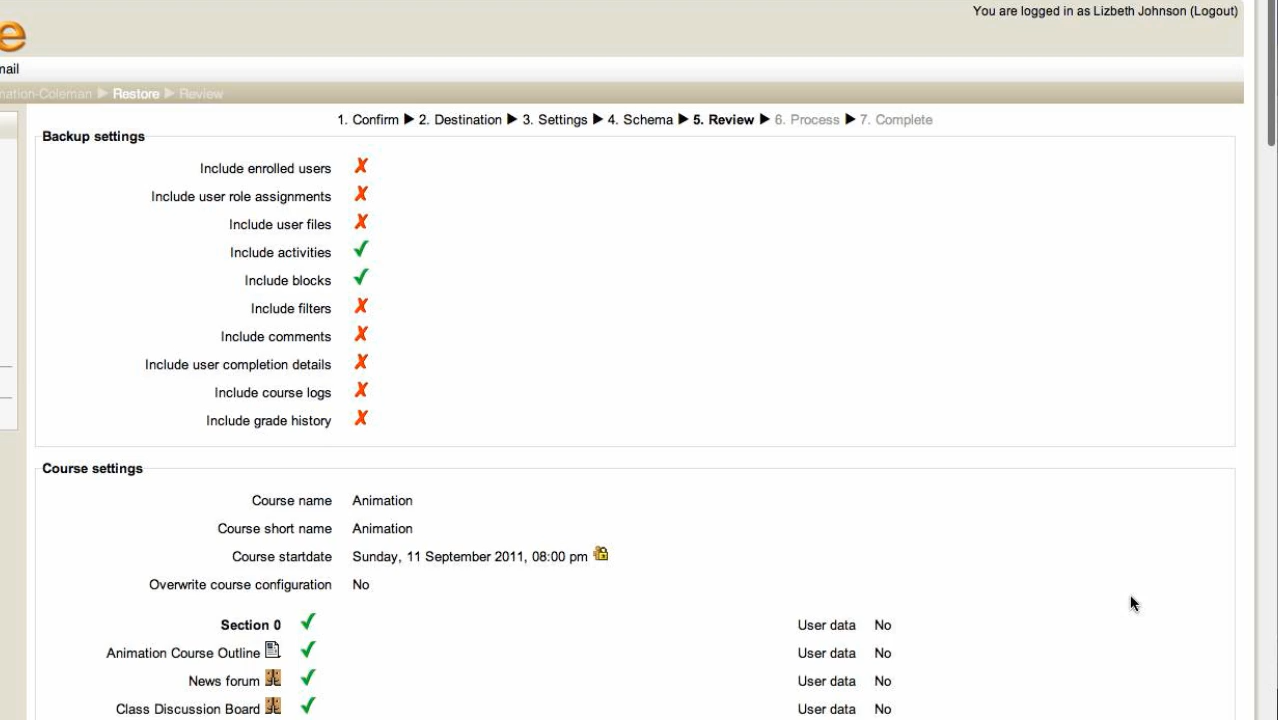 You are logged in as Lizbeth Johnson (Logout)
e
mail
mation-Coleman ▶ Restore ▶ Review
1. Confirm ▶ 2. Destination ▶ 3. Settings ▶ 4. Schema ▶ 5. Review ▶ 6. Process ▶ 7. Complete
Backup settings
Include enrolled users ✗
Include user role assignments ✗
Include user files ✗
Include activities ✓
Include blocks ✓
Include filters ✗
Include comments ✗
Include user completion details ✗
Include course logs ✗
Include grade history ✗
Course settings
Course name Animation
Course short name Animation
Course startdate Sunday, 11 September 2011, 08:00 pm
Overwrite course configuration No
Section 0 ✓ User data No
Animation Course Outline ✓ User data No
News forum ✓ User data No
Class Discussion Board ✓ User data No